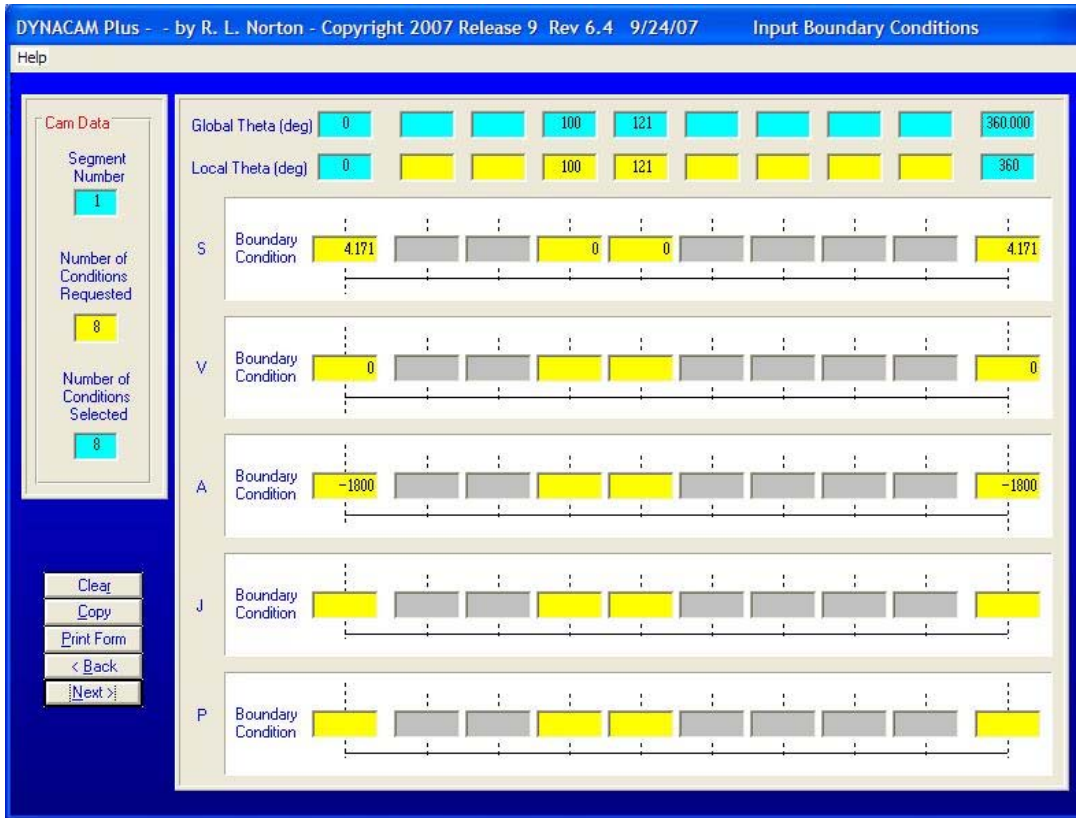 DYNACAM Plus - - by R. L. Norton - Copyright 2007 Release 9 Rev 6.4 9/24/07 Input Boundary Conditions
Help
Cam Data
Segment
Number
1
Number of
Conditions
Requested
8
Number of
Conditions
Selected
8
Clear
Copy
Print Form
< Back
Next >
Global Theta (deg) 0 100 121 360.000
Local Theta (deg) 0 100 121 360
S Boundary
Condition 4.171 0 0 4.171
V Boundary
Condition 0 0
A Boundary
Condition -1800 -1800
J Boundary
Condition
P Boundary
Condition